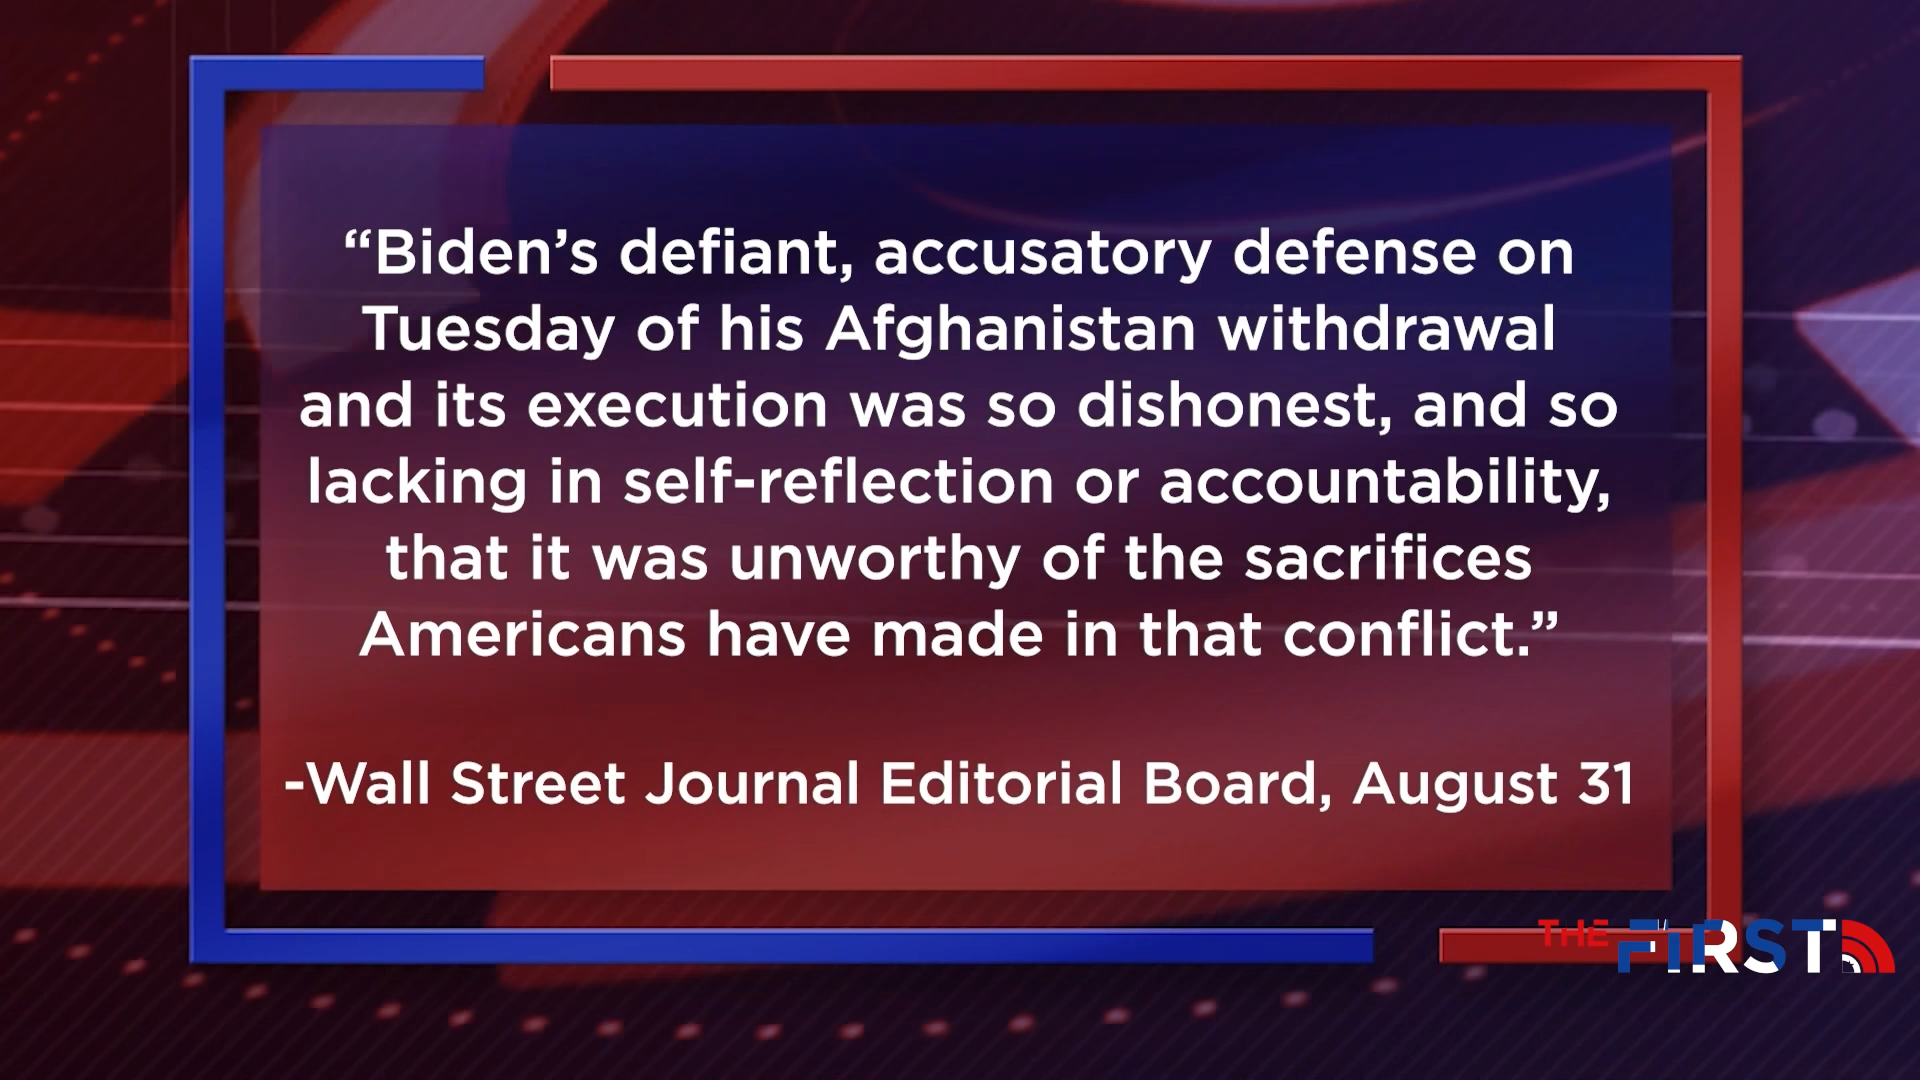 “Biden’s defiant, accusatory defense on
Tuesday of his Afghanistan withdrawal
and its execution was so dishonest, and so
lacking in self-reflection or accountability,
that it was unworthy of the sacrifices
Americans have made in that conflict.”
-Wall Street Journal Editorial Board, August 31
THE FIRST